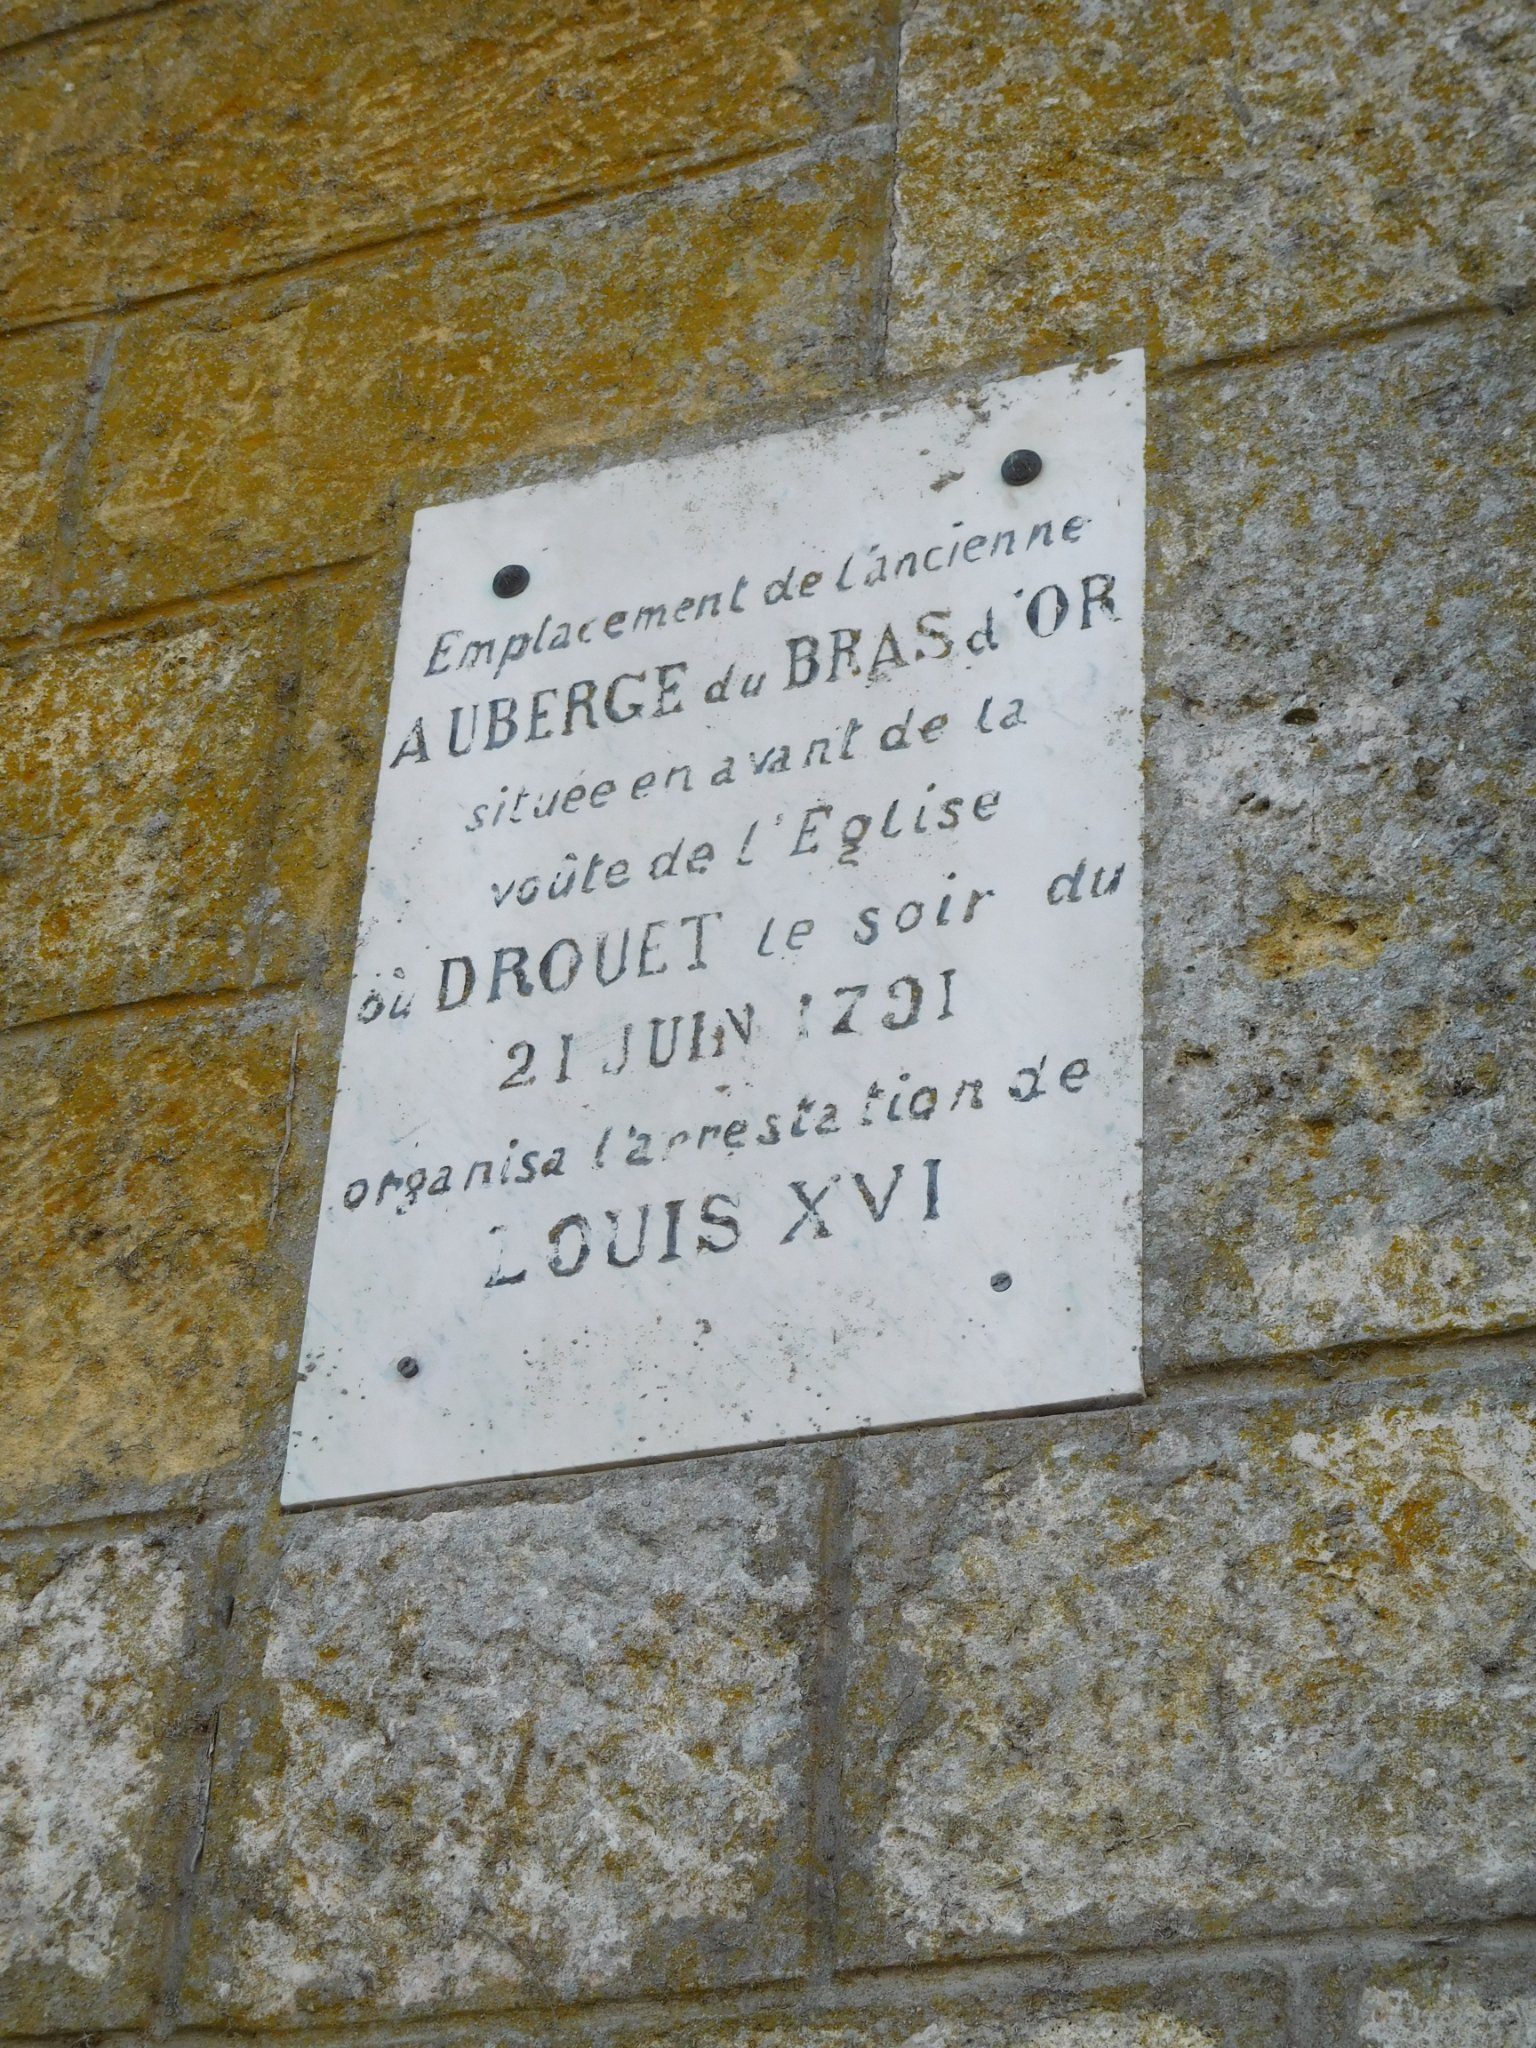 Emplacement de l'ancienne
AUBERGE du BRAS d'OR
située en avant de la
voûte de l'Eglise
où DROUET le soir du
21 JUIN 1791
organisa l'arrestation de
LOUIS XVI